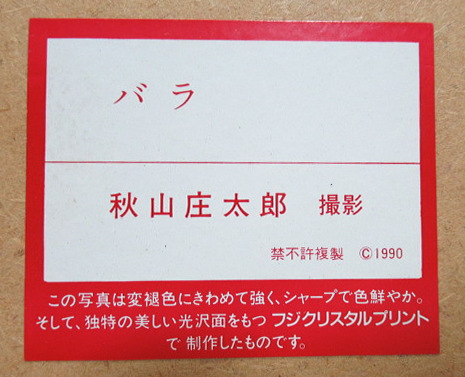 バラ
秋山庄太郎 撮影
禁不許複製 ©1990
この写真は変褪色にきわめて強く、シャープで色鮮やか。
そして、独特の美しい光沢面をもつ フジクリスタルプリント
で 制作したものです。